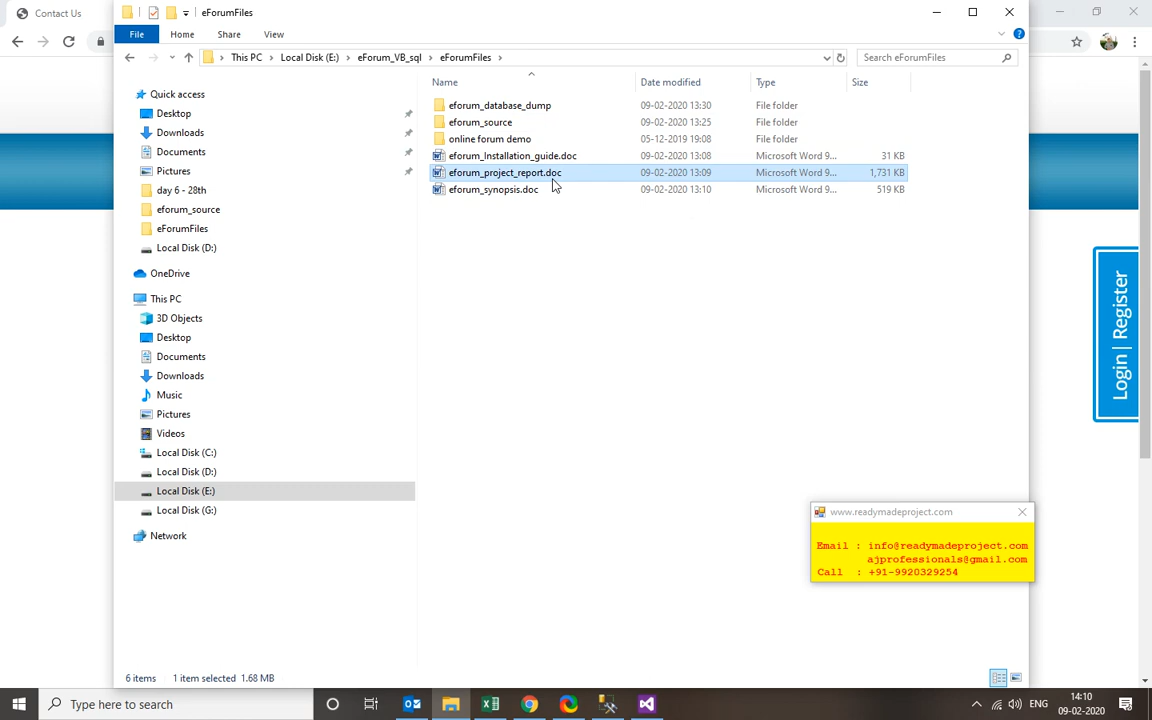 Contact Us
eForumFiles
File
Home
Share
View
This PC
Local Disk (E:)
eForum_VB_sql
eForumFiles
Search eForumFiles
Name
Date modified
Type
Size
Quick access
Desktop
Downloads
Documents
Pictures
day 6 - 28th
eforum_source
eForumFiles
Local Disk (D:)
OneDrive
This PC
3D Objects
Desktop
Documents
Downloads
Music
Pictures
Videos
Local Disk (C:)
Local Disk (D:)
Local Disk (E:)
Local Disk (G:)
Network
eforum_database_dump 09-02-2020 13:30 File folder
eforum_source 09-02-2020 13:25 File folder
online forum demo 05-12-2019 19:08 File folder
eforum_Installation_guide.doc 09-02-2020 13:08 Microsoft Word 9... 31 KB
eforum_project_report.doc 09-02-2020 13:09 Microsoft Word 9... 1,731 KB
eforum_synopsis.doc 09-02-2020 13:10 Microsoft Word 9... 519 KB
Login | Register
www.readymadeproject.com
Email : info@readymadeproject.com
ajprofessionals@gmail.com
Call : +91-9920329254
6 items 1 item selected 1.68 MB
Type here to search
ENG
14:10
09-02-2020